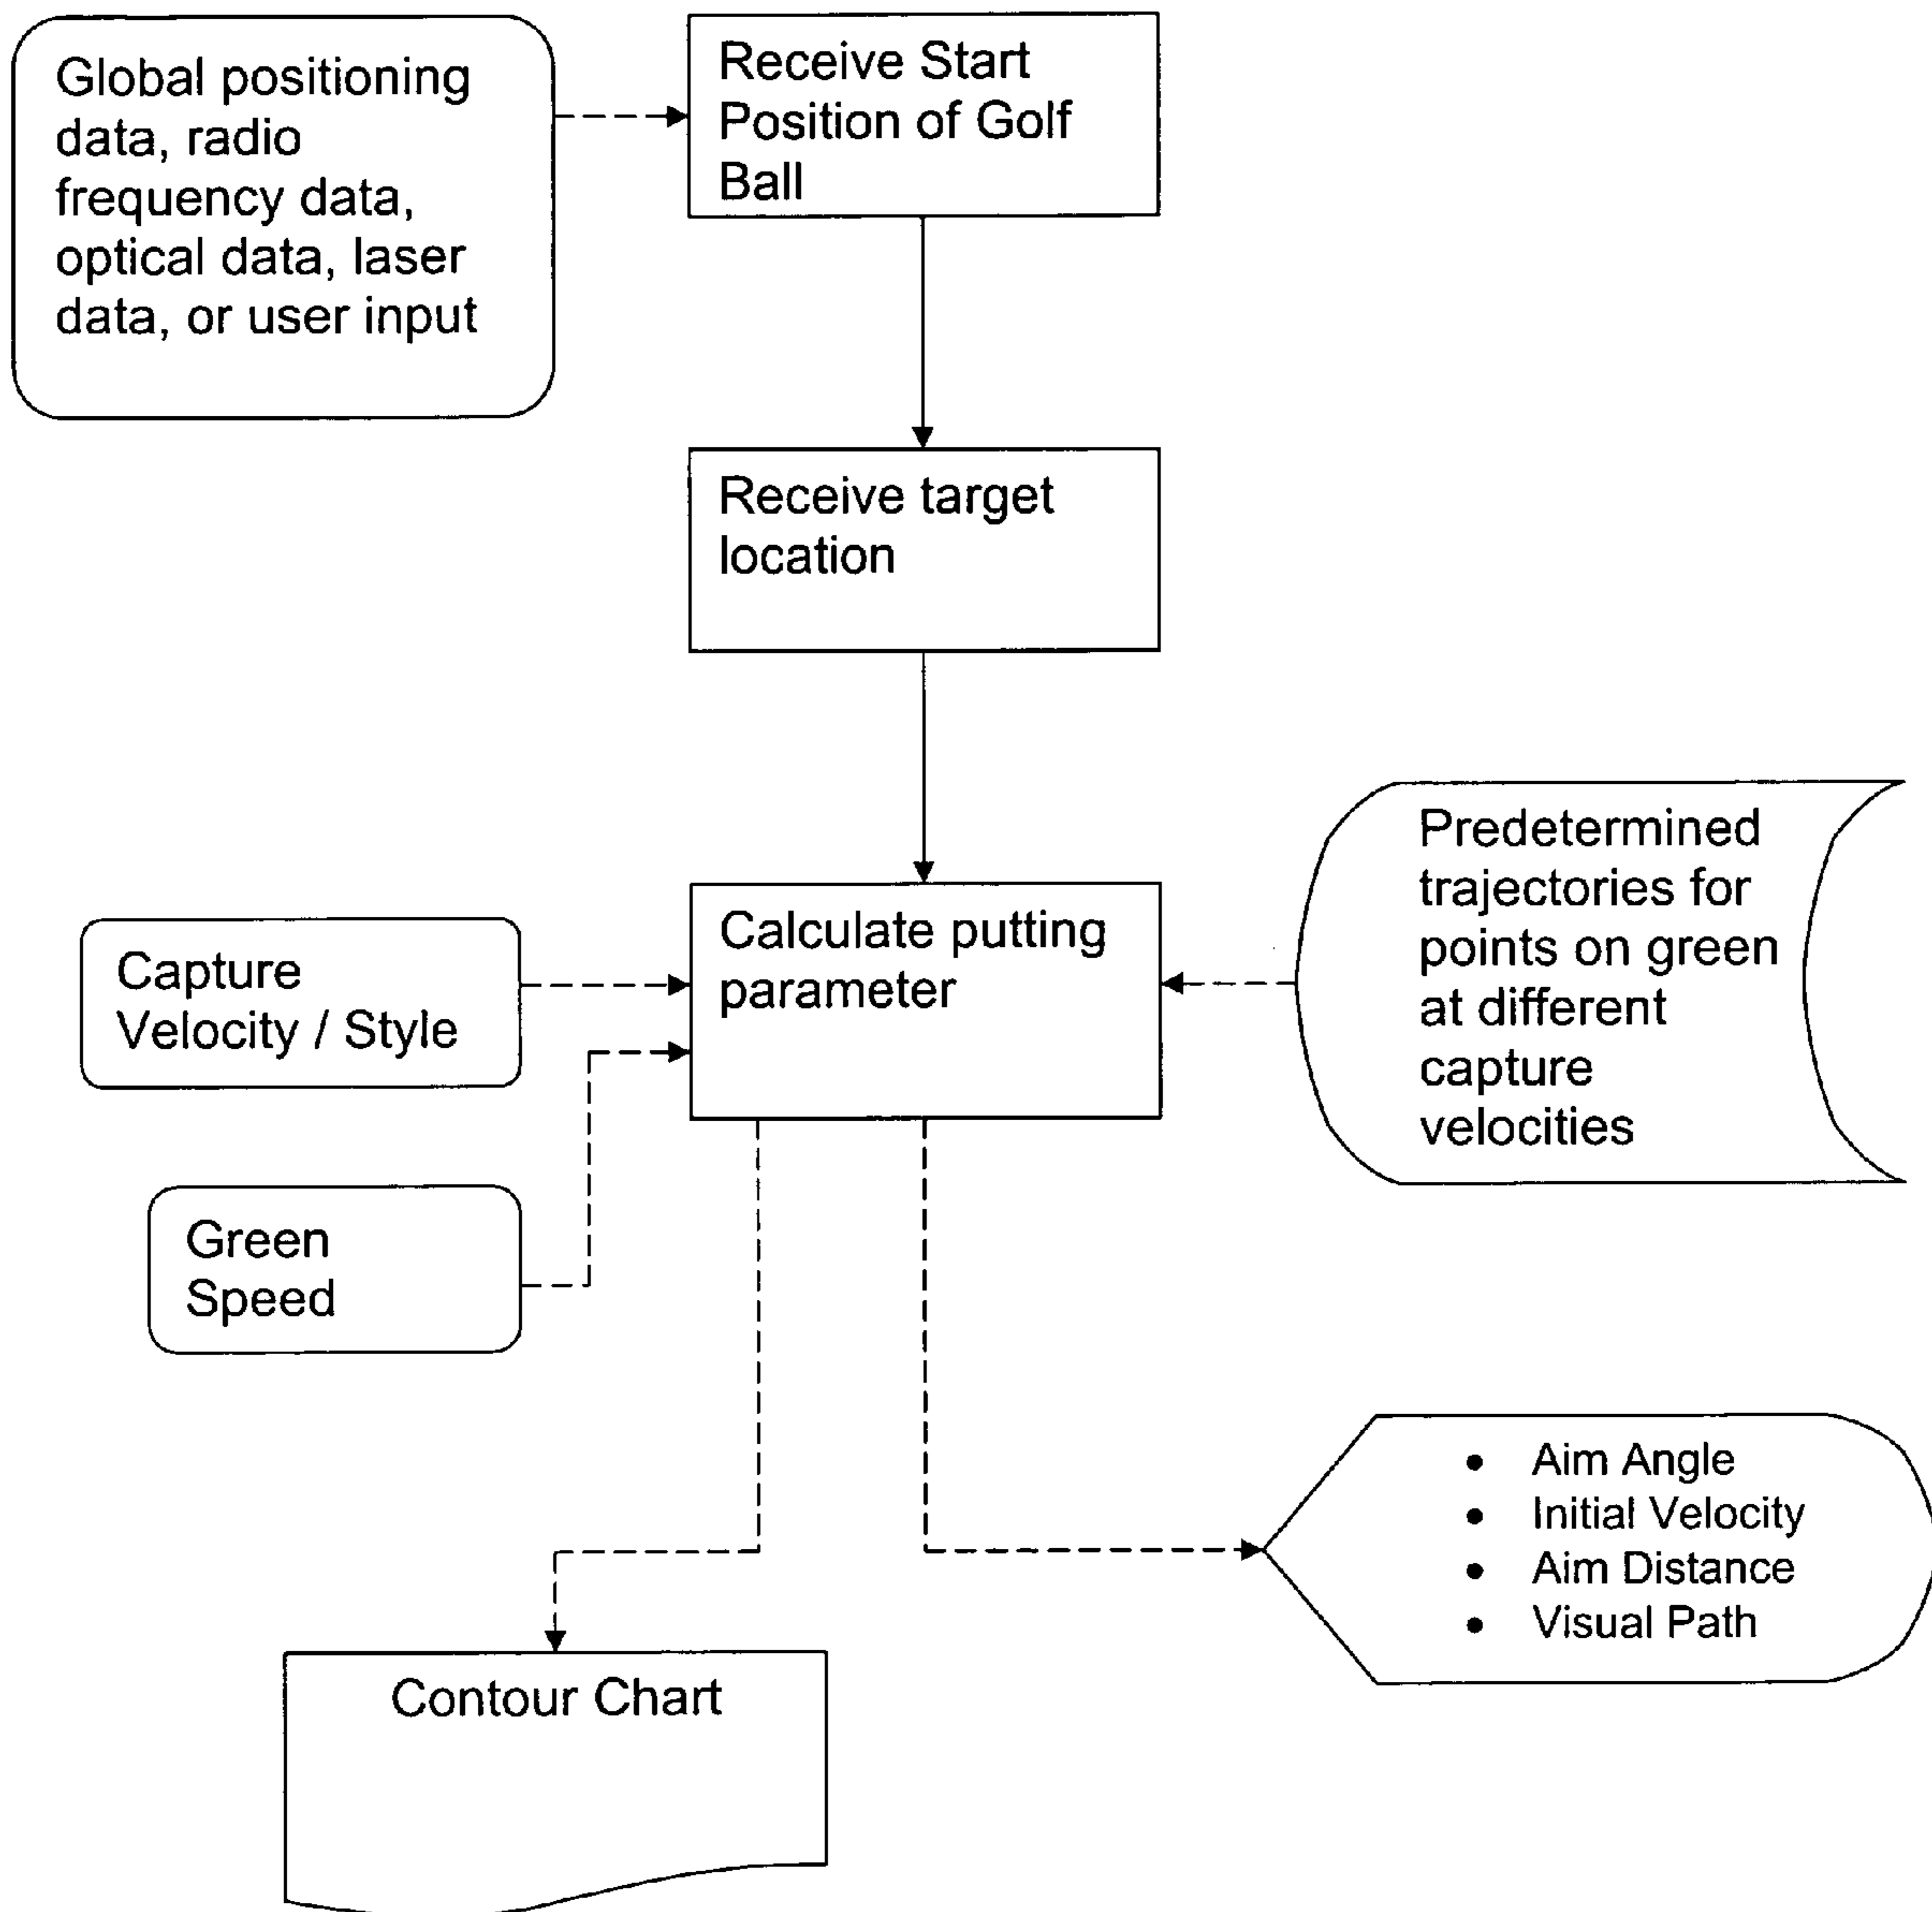 Global positioning
data, radio
frequency data,
optical data, laser
data, or user input
Receive Start
Position of Golf
Ball
Receive target
location
Capture
Velocity / Style
Calculate putting
parameter
Predetermined
trajectories for
points on green
at different
capture
velocities
Green
Speed
• Aim Angle
• Initial Velocity
• Aim Distance
• Visual Path
Contour Chart